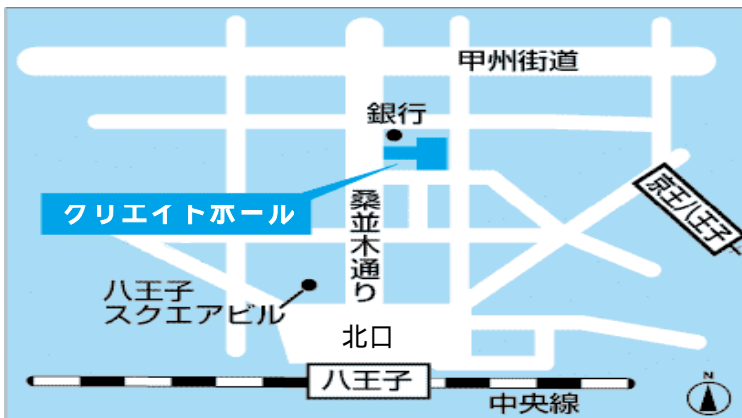 甲州街道
銀行
クリエイトホール
桑並木通り
京王八王子
八王子
スクエアビル
北口
八王子
中央線
N